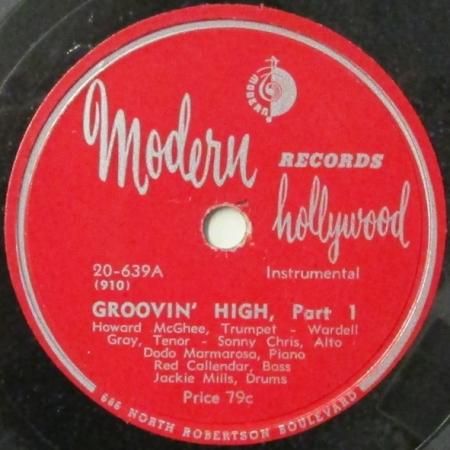 MODERN
Modern RECORDS
hollywood
20-639A Instrumental
(910)
GROOVIN' HIGH, Part 1
Howard McGhee, Trumpet - Wardell
Gray, Tenor - Sonny Chris, Alto
Dodo Marmarosa, Piano
Red Callendar, Bass
Jackie Mills, Drums
Price 79c
686 NORTH ROBERTSON BOULEVARD